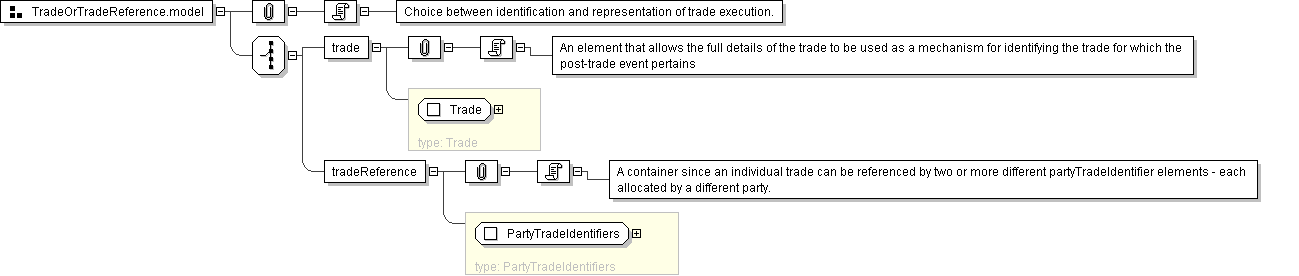 TradeOrTradeReference.model
Choice between identification and representation of trade execution.
trade
An element that allows the full details of the trade to be used as a mechanism for identifying the trade for which the
post-trade event pertains
Trade
type: Trade
tradeReference
A container since an individual trade can be referenced by two or more different partyTradeIdentifier elements - each
allocated by a different party.
PartyTradeIdentifiers
type: PartyTradeIdentifiers